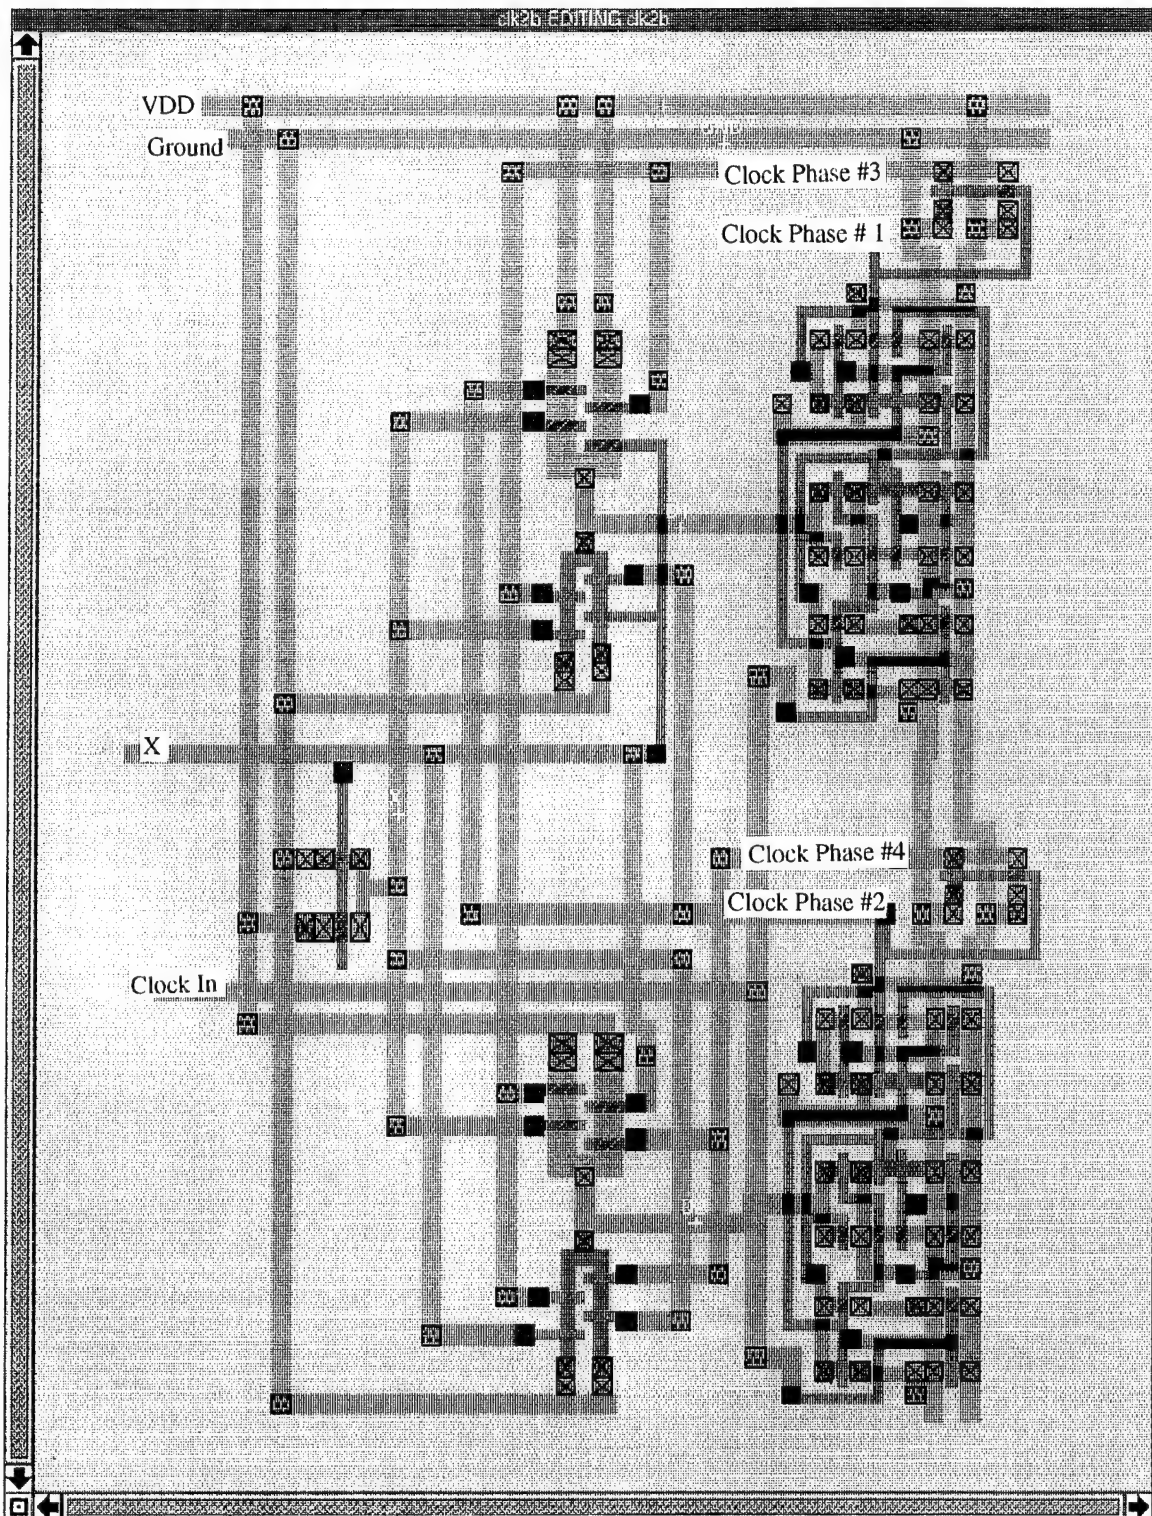 clk2b EDITING clk2b
VDD
Ground
Clock Phase #3
Clock Phase # 1
X
Clock Phase #4
Clock Phase #2
Clock In